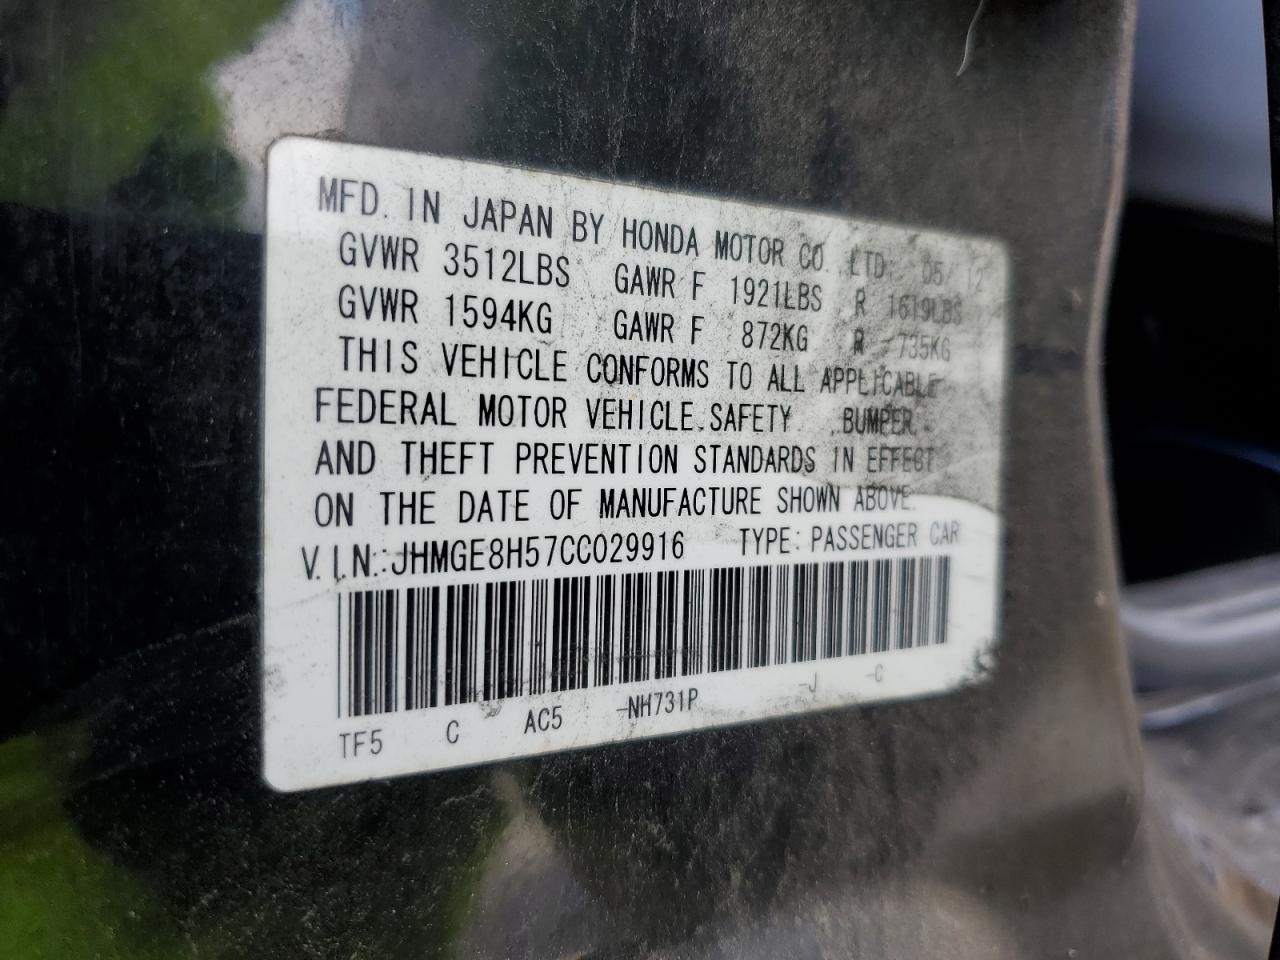 MFD. IN JAPAN BY HONDA MOTOR CO. LTD. 05/12
GVWR 3512LBS GAWR F 1921LBS R 1619LBS
GVWR 1594KG GAWR F 872KG R 735KG
THIS VEHICLE CONFORMS TO ALL APPLICABLE
FEDERAL MOTOR VEHICLE SAFETY BUMPER
AND THEFT PREVENTION STANDARDS IN EFFECT
ON THE DATE OF MANUFACTURE SHOWN ABOVE.
V.I.N.:JHMGE8H57CC029916 TYPE:PASSENGER CAR
TF5 C AC5 -NH731P -J -C